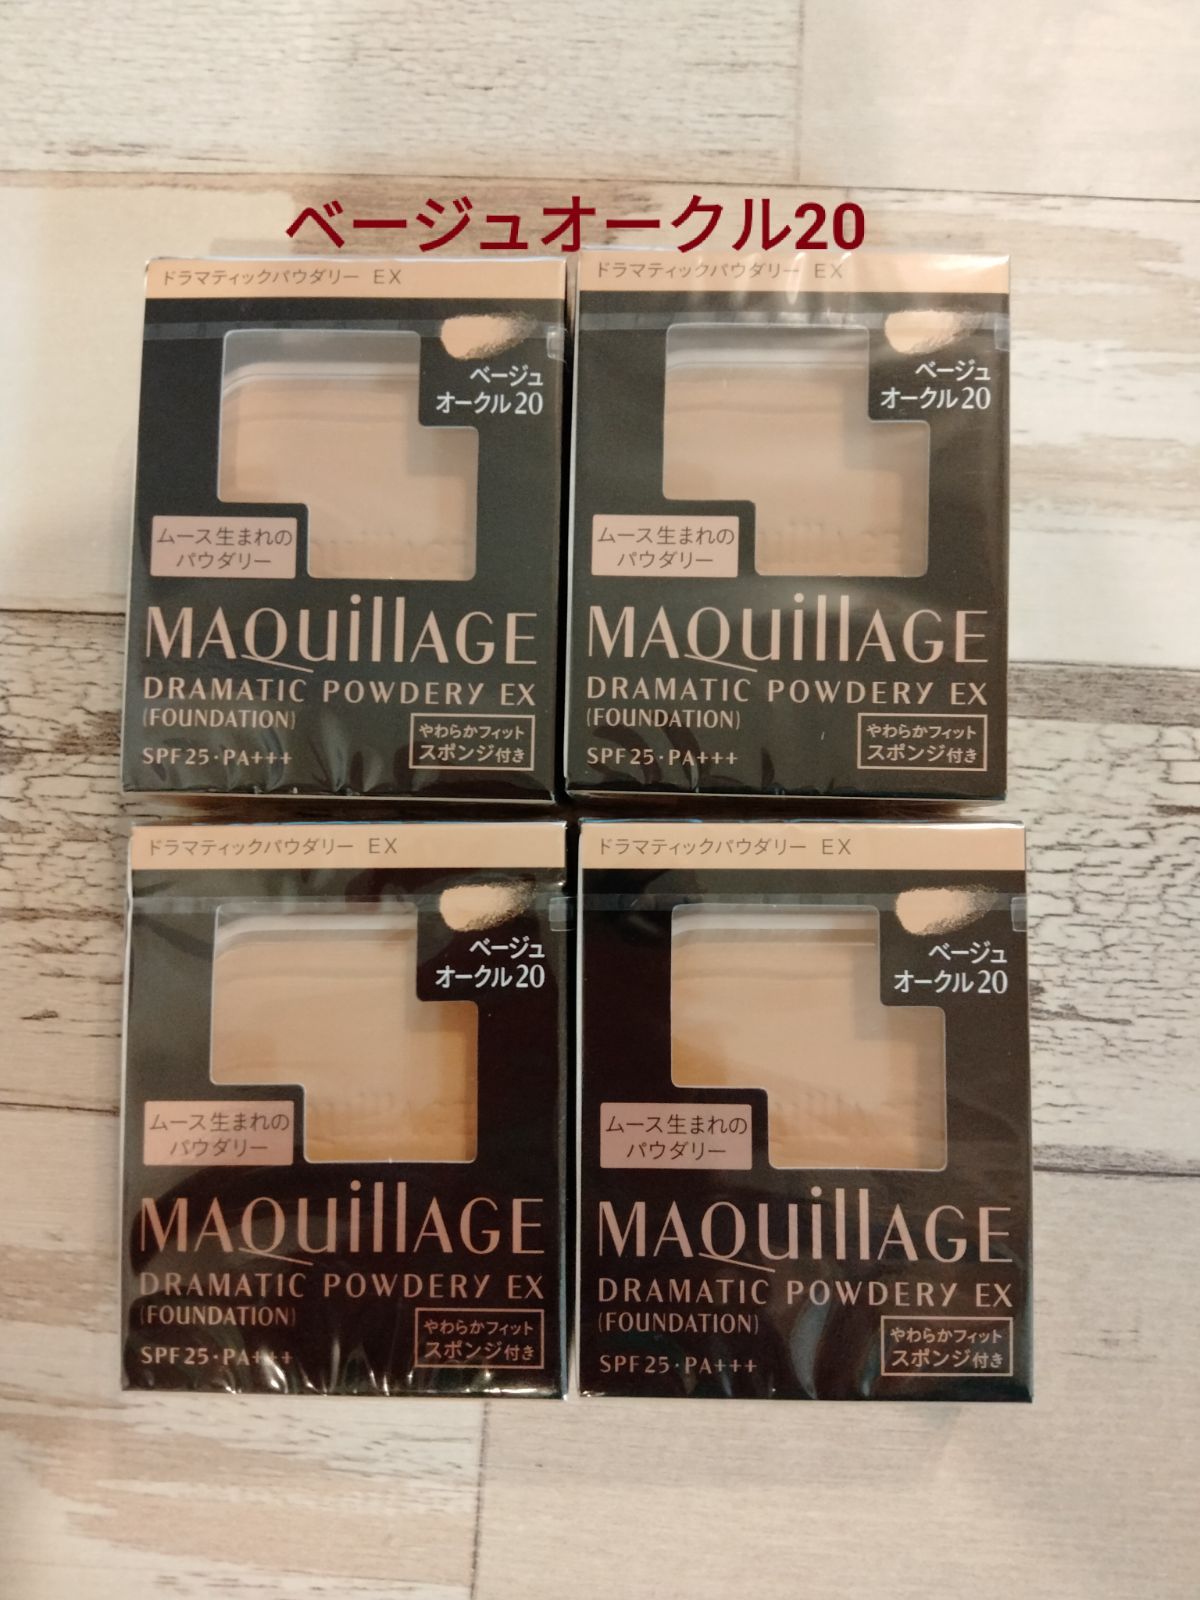 ベージュオークル20
ドラマティックパウダリー EX
ベージュ
オークル20
ムース生まれの
パウダリー
MAQuillAGE
DRAMATIC POWDERY EX
(FOUNDATION)
SPF25・PA+++
やわらかフィット
スポンジ付き
ドラマティックパウダリー EX
ベージュ
オークル20
ムース生まれの
パウダリー
MAQuillAGE
DRAMATIC POWDERY EX
(FOUNDATION)
SPF25・PA+++
やわらかフィット
スポンジ付き
ドラマティックパウダリー EX
ベージュ
オークル20
ムース生まれの
パウダリー
MAQuillAGE
DRAMATIC POWDERY EX
(FOUNDATION)
SPF25・PA+++
やわらかフィット
スポンジ付き
ドラマティックパウダリー EX
ベージュ
オークル20
ムース生まれの
パウダリー
MAQuillAGE
DRAMATIC POWDERY EX
(FOUNDATION)
SPF25・PA+++
やわらかフィット
スポンジ付き